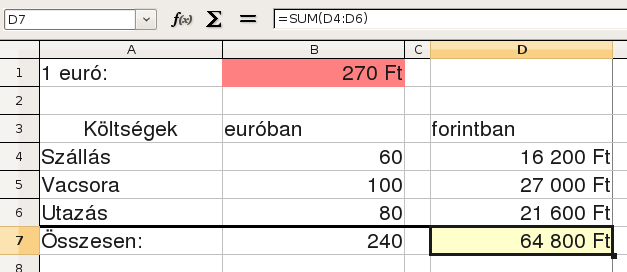 D7 f(x) Σ = =SUM(D4:D6)
A B C D
1 1 euró: 270 Ft
2
3 Költségek euróban forintban
4 Szállás 60 16 200 Ft
5 Vacsora 100 27 000 Ft
6 Utazás 80 21 600 Ft
7 Összesen: 240 64 800 Ft
8